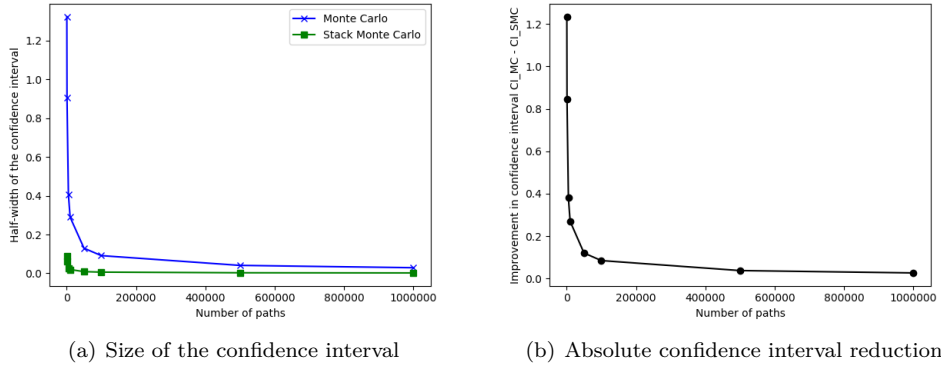 Half-width of the confidence interval
1.2
1.0
0.8
0.6
0.4
0.2
0.0
Monte Carlo
Stack Monte Carlo
0 200000 400000 600000 800000 1000000
Number of paths
(a) Size of the confidence interval
Improvement in confidence interval CI_MC - CI_SMC
1.2
1.0
0.8
0.6
0.4
0.2
0.0
0 200000 400000 600000 800000 1000000
Number of paths
(b) Absolute confidence interval reduction